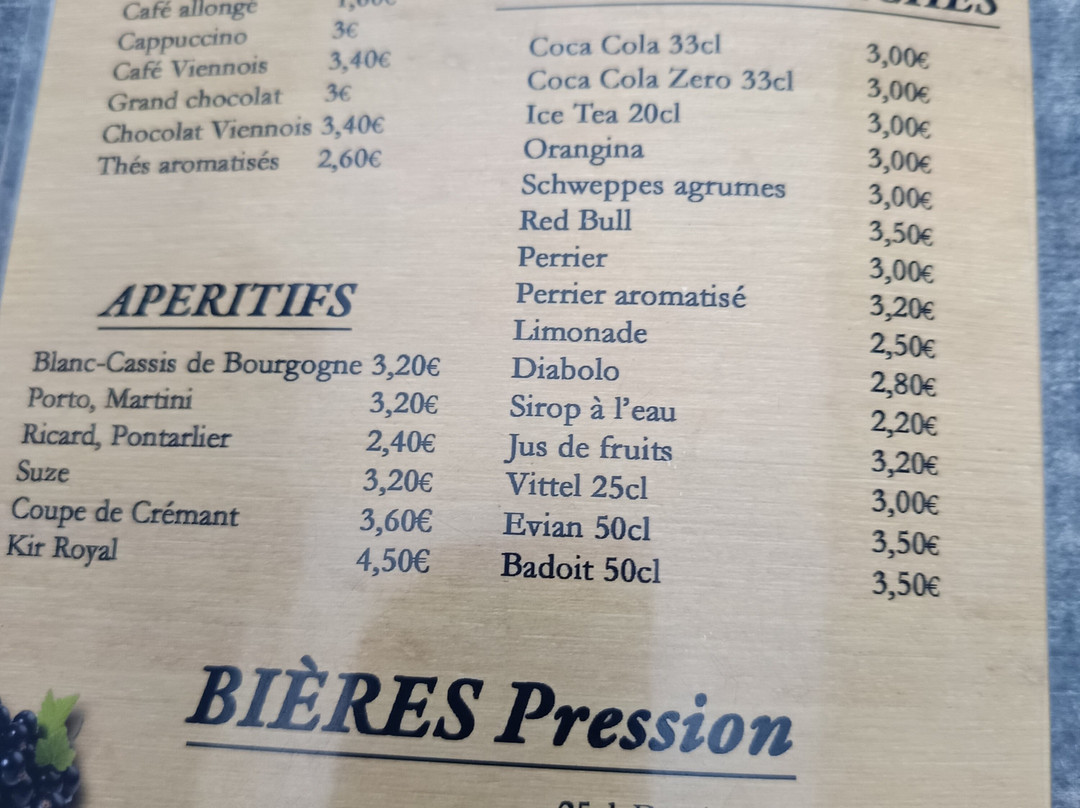 Café allongé
Cappuccino 3€
Café Viennois 3,40€
Grand chocolat 3€
Chocolat Viennois 3,40€
Thés aromatisés 2,60€
APERITIFS
Blanc-Cassis de Bourgogne 3,20€
Porto, Martini 3,20€
Ricard, Pontarlier 2,40€
Suze 3,20€
Coupe de Crémant 3,60€
Kir Royal 4,50€
Coca Cola 33cl 3,00€
Coca Cola Zero 33cl 3,00€
Ice Tea 20cl 3,00€
Orangina 3,00€
Schweppes agrumes 3,00€
Red Bull 3,50€
Perrier 3,00€
Perrier aromatisé 3,20€
Limonade 2,50€
Diabolo 2,80€
Sirop à l'eau 2,20€
Jus de fruits 3,20€
Vittel 25cl 3,00€
Evian 50cl 3,50€
Badoit 50cl 3,50€
BIÈRES Pression